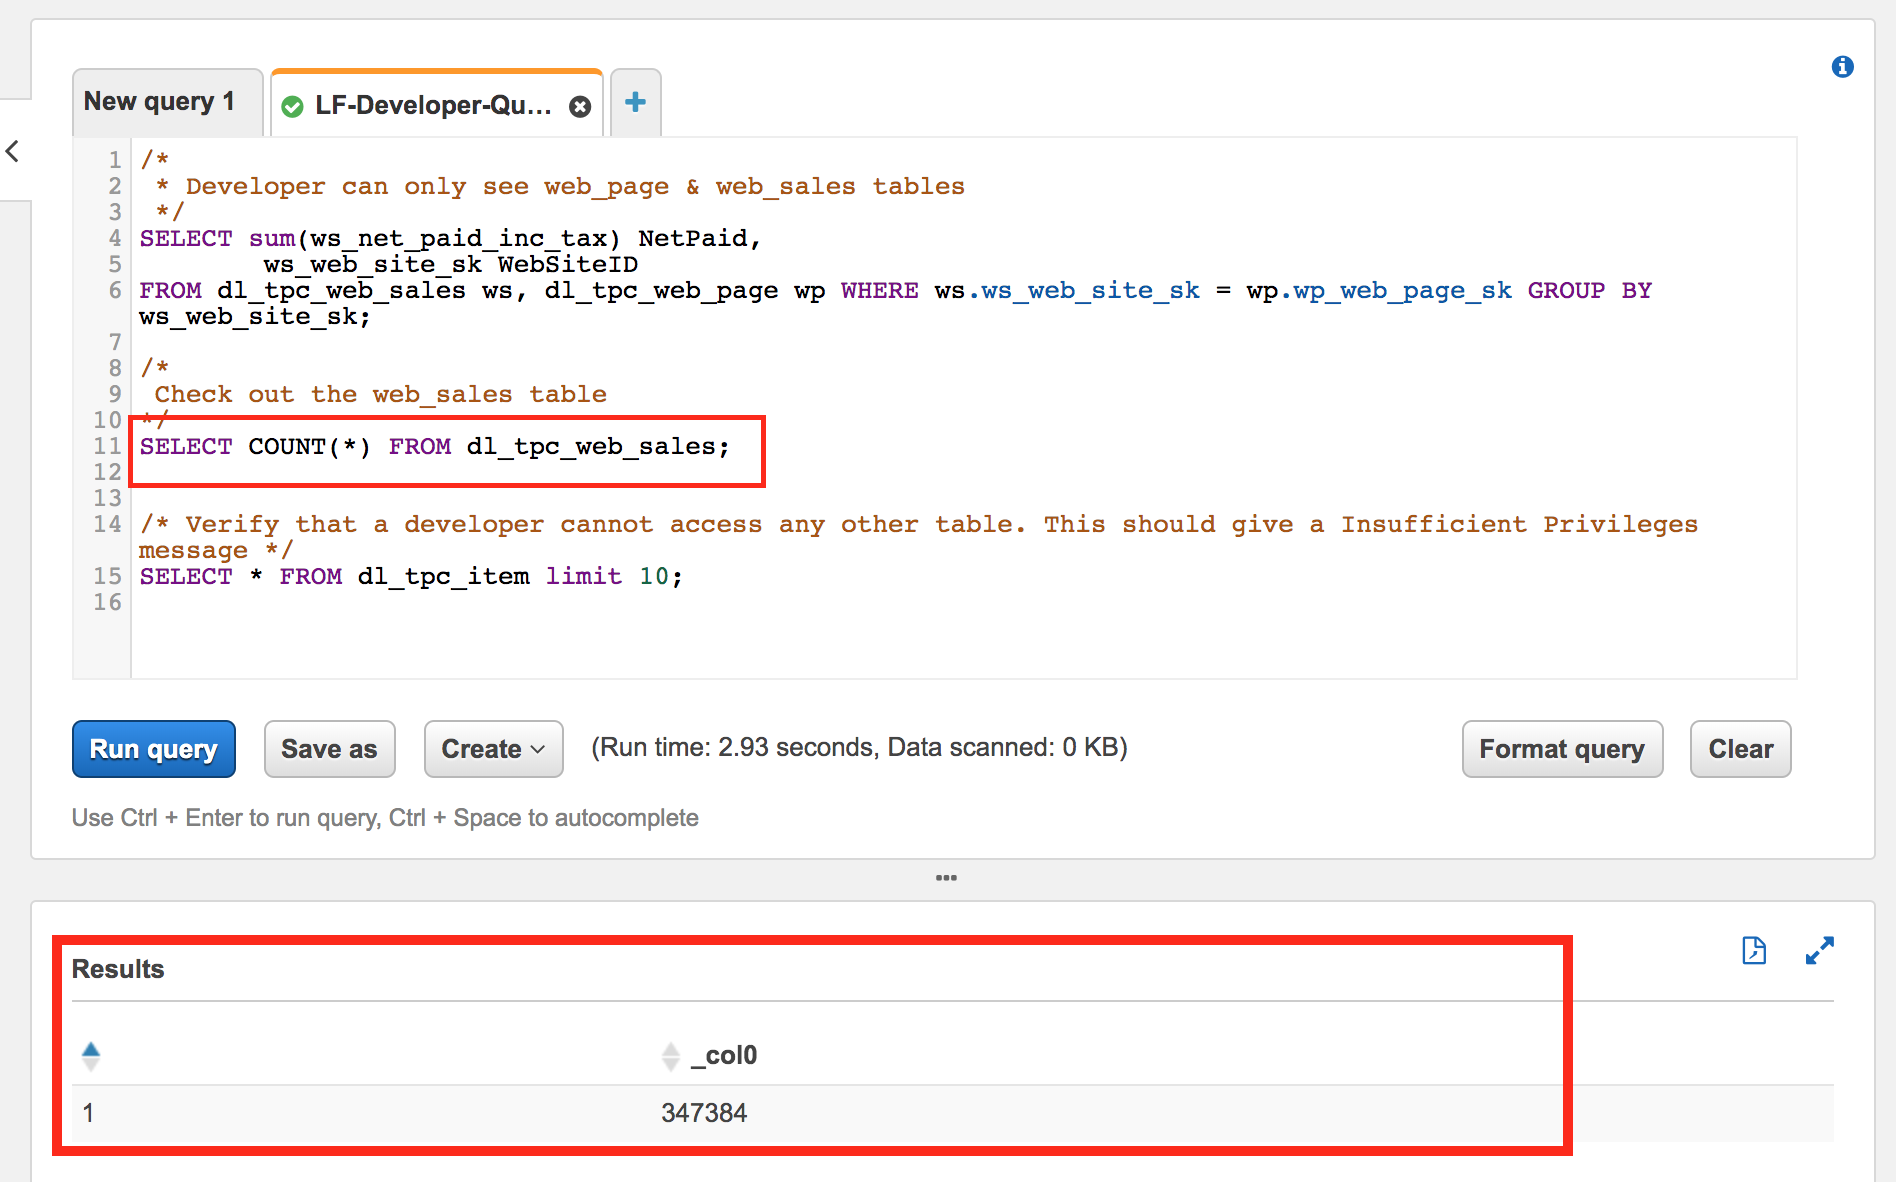 New query 1
LF-Developer-Qu...
1 /*
2 * Developer can only see web_page & web_sales tables
3 */
4 SELECT sum(ws_net_paid_inc_tax) NetPaid,
5 ws_web_site_sk WebSiteID
6 FROM dl_tpc_web_sales ws, dl_tpc_web_page wp WHERE ws.ws_web_site_sk = wp.wp_web_page_sk GROUP BY
ws_web_site_sk;
7
8 /*
9 Check out the web_sales table
10 */
11 SELECT COUNT(*) FROM dl_tpc_web_sales;
12
13
14 /* Verify that a developer cannot access any other table. This should give a Insufficient Privileges
message */
15 SELECT * FROM dl_tpc_item limit 10;
16
Run query
Save as
Create
(Run time: 2.93 seconds, Data scanned: 0 KB)
Format query
Clear
Use Ctrl + Enter to run query, Ctrl + Space to autocomplete
Results
_col0
1 347384